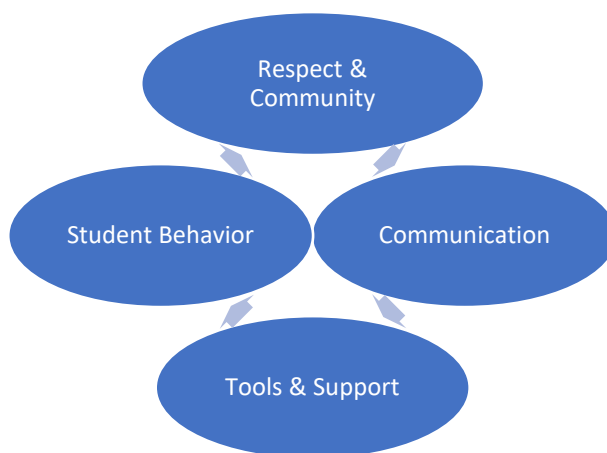 Respect &
Community
Student Behavior
Communication
Tools & Support